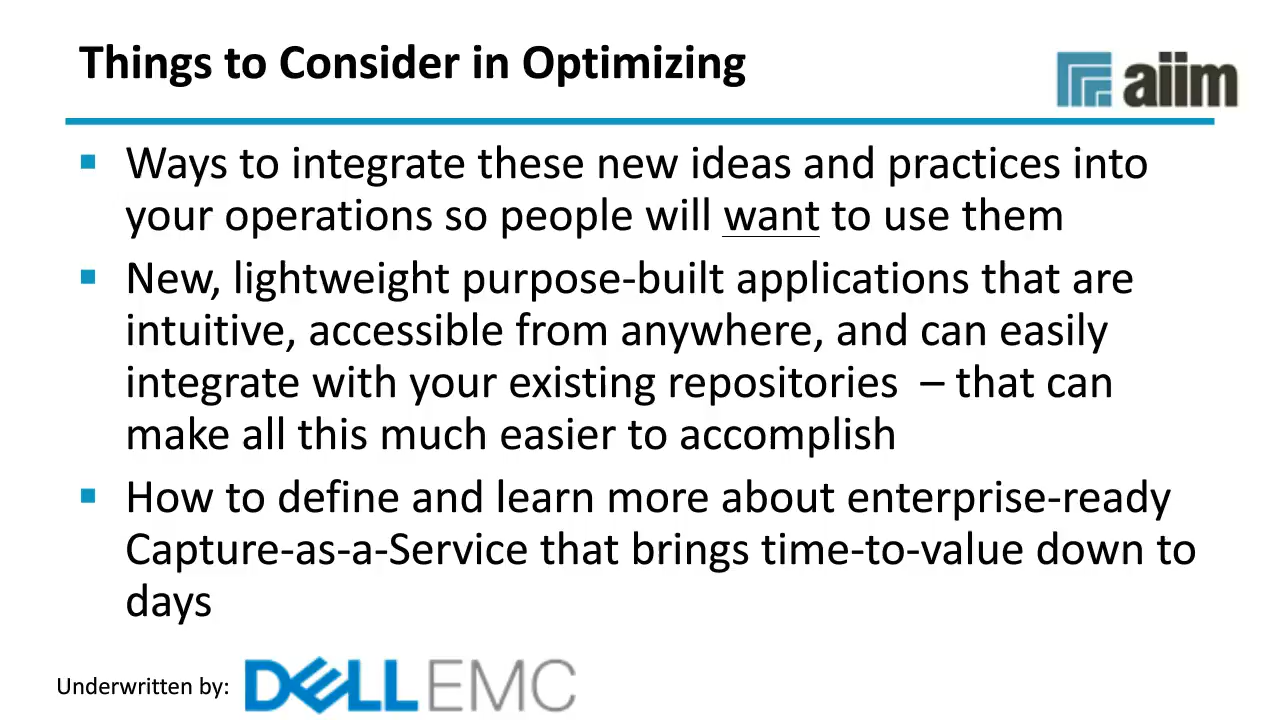 Things to Consider in Optimizing
aiim
▪ Ways to integrate these new ideas and practices into
your operations so people will want to use them
▪ New, lightweight purpose-built applications that are
intuitive, accessible from anywhere, and can easily
integrate with your existing repositories – that can
make all this much easier to accomplish
▪ How to define and learn more about enterprise-ready
Capture-as-a-Service that brings time-to-value down to
days
Underwritten by: DELL EMC